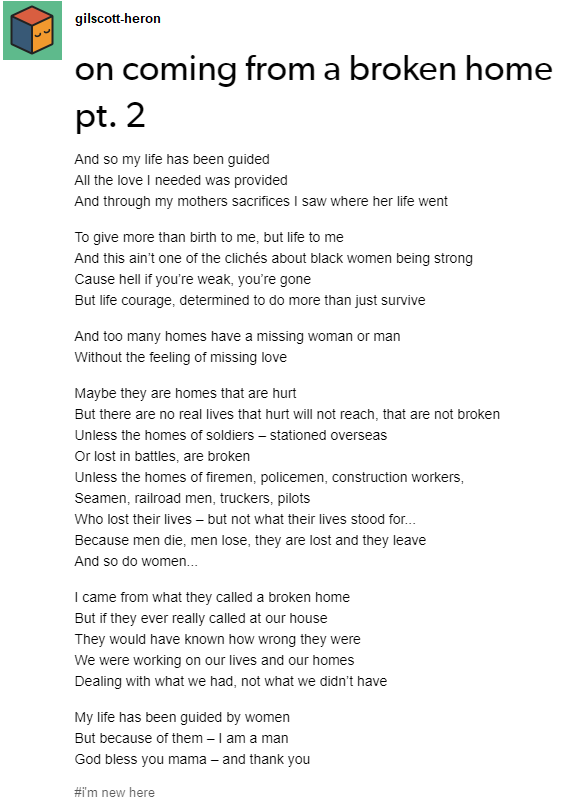 gilscott-heron
on coming from a broken home
pt. 2
And so my life has been guided
All the love I needed was provided
And through my mothers sacrifices I saw where her life went
To give more than birth to me, but life to me
And this ain’t one of the clichés about black women being strong
Cause hell if you’re weak, you’re gone
But life courage, determined to do more than just survive
And too many homes have a missing woman or man
Without the feeling of missing love
Maybe they are homes that are hurt
But there are no real lives that hurt will not reach, that are not broken
Unless the homes of soldiers – stationed overseas
Or lost in battles, are broken
Unless the homes of firemen, policemen, construction workers,
Seamen, railroad men, truckers, pilots
Who lost their lives – but not what their lives stood for...
Because men die, men lose, they are lost and they leave
And so do women...
I came from what they called a broken home
But if they ever really called at our house
They would have known how wrong they were
We were working on our lives and our homes
Dealing with what we had, not what we didn’t have
My life has been guided by women
But because of them – I am a man
God bless you mama – and thank you
#i'm new here